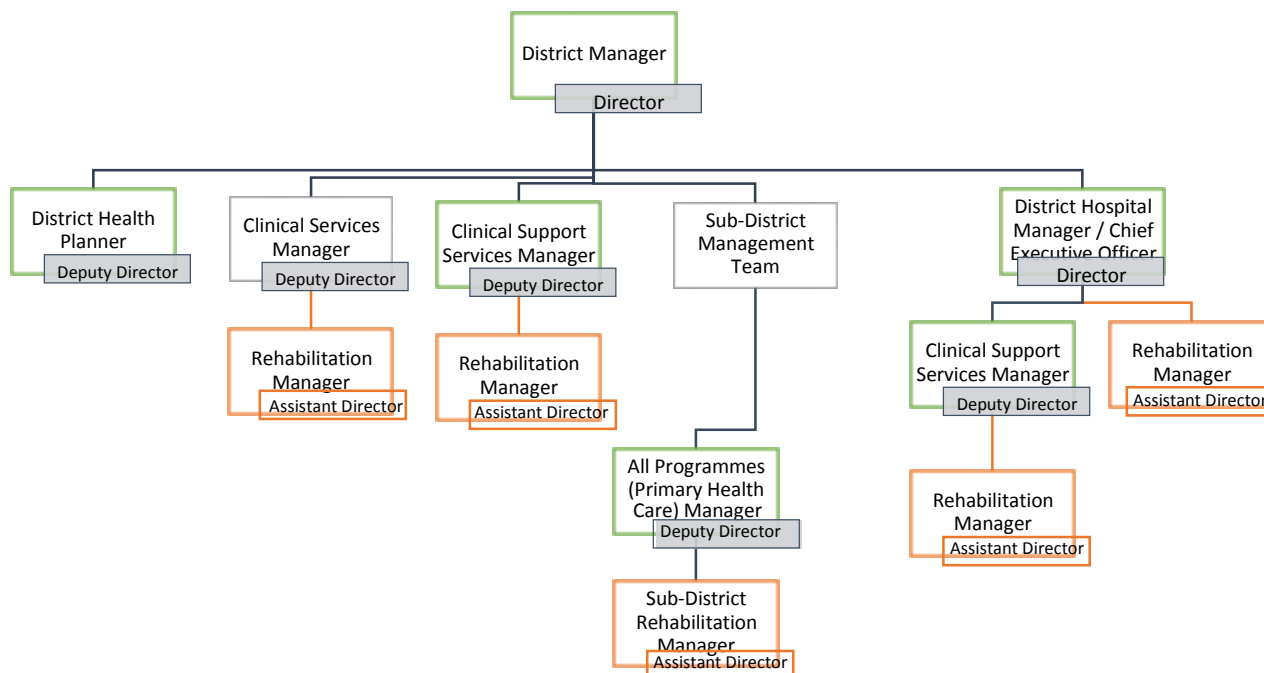 District Manager
Director
District Health
Planner
Deputy Director
Clinical Services
Manager
Deputy Director
Clinical Support
Services Manager
Deputy Director
Sub-District
Management
Team
District Hospital
Manager / Chief
Executive Officer
Director
Rehabilitation
Manager
Assistant Director
Rehabilitation
Manager
Assistant Director
Clinical Support
Services Manager
Deputy Director
Rehabilitation
Manager
Assistant Director
All Programmes
(Primary Health
Care) Manager
Deputy Director
Rehabilitation
Manager
Assistant Director
Sub-District
Rehabilitation
Manager
Assistant Director